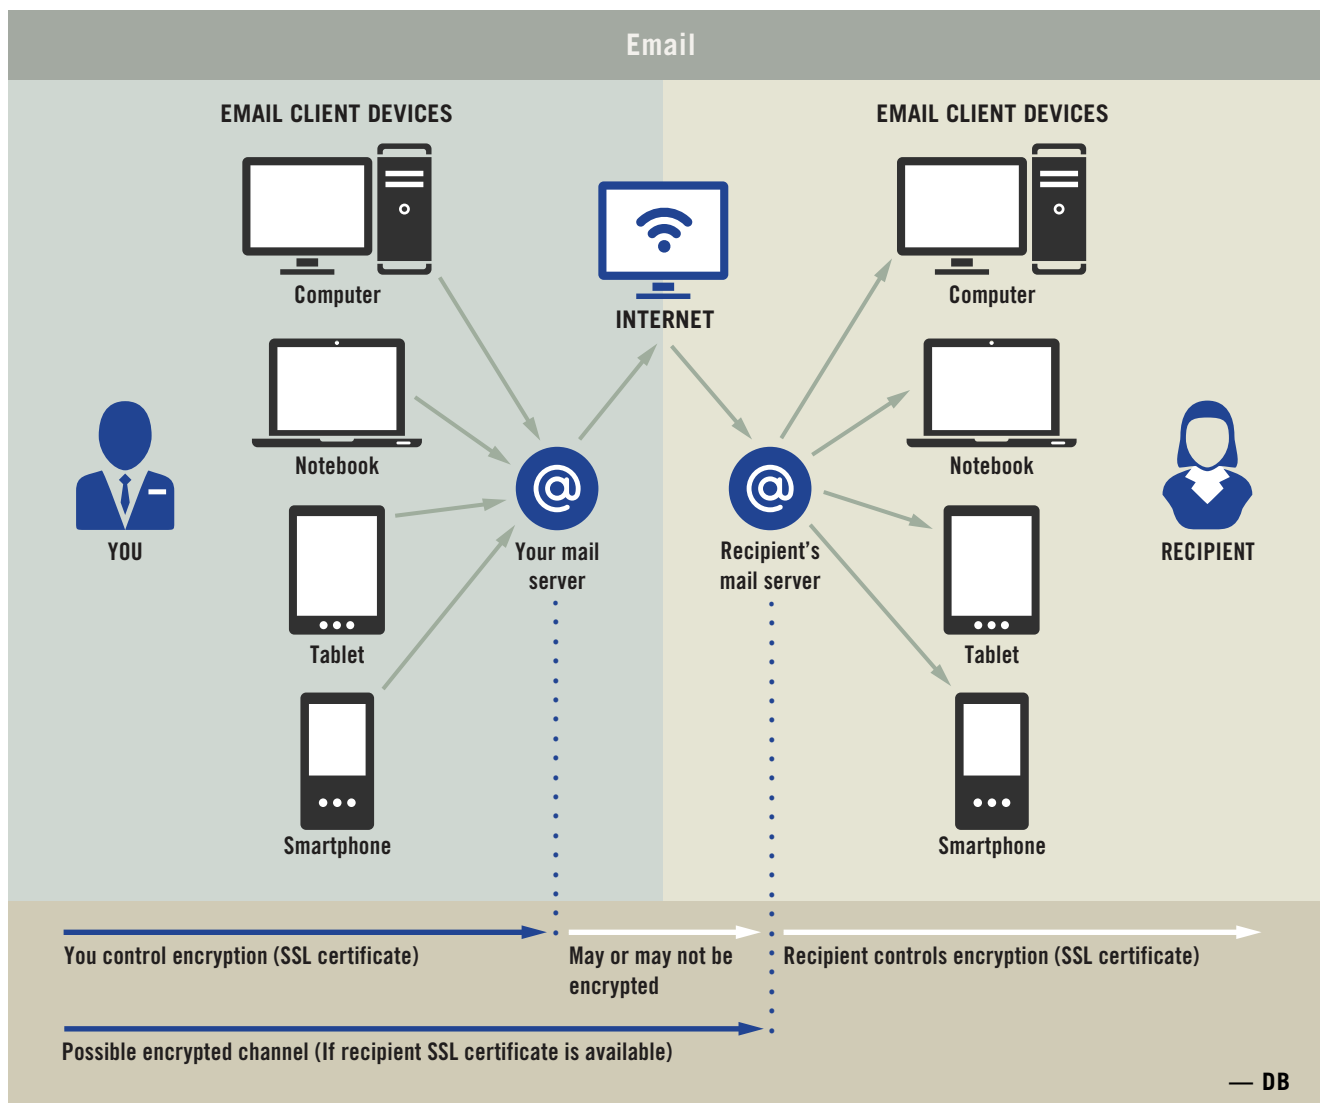 Email
EMAIL CLIENT DEVICES
Computer
Notebook
Tablet
Smartphone
YOU
Your mail
server
INTERNET
Recipient's
mail server
EMAIL CLIENT DEVICES
Computer
Notebook
Tablet
Smartphone
RECIPIENT
You control encryption (SSL certificate)
May or may not be
encrypted
Recipient controls encryption (SSL certificate)
Possible encrypted channel (If recipient SSL certificate is available)
— DB